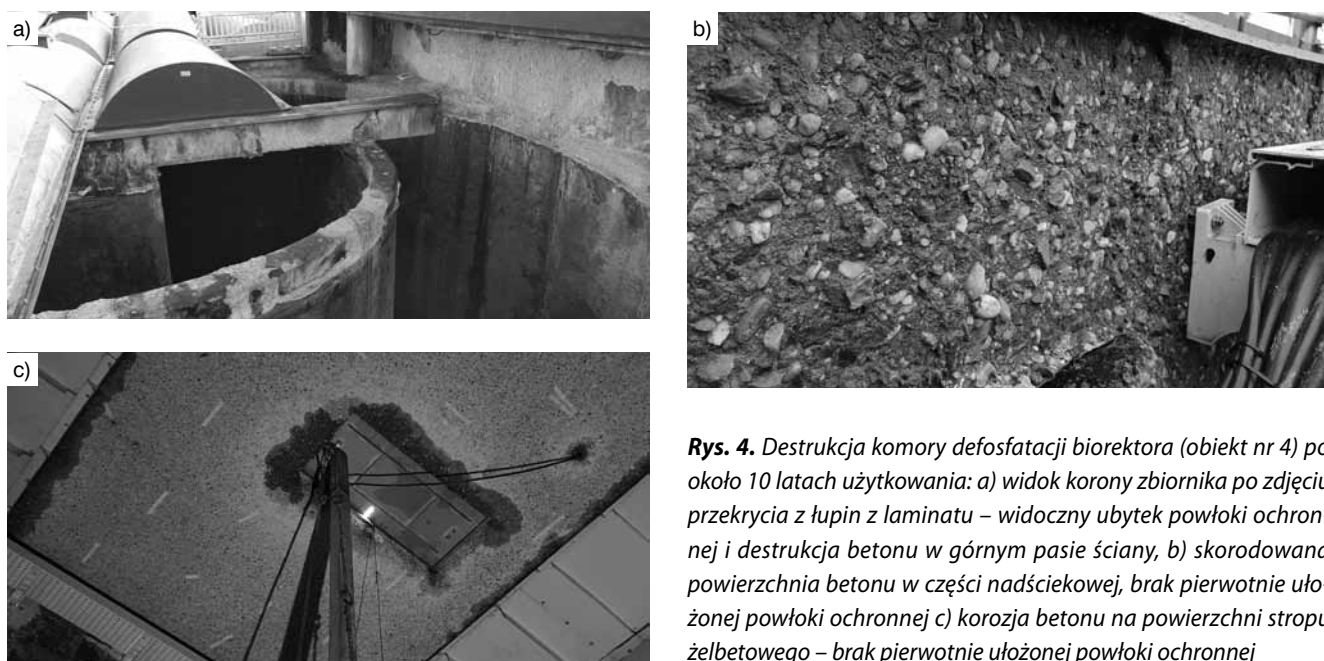 a)
b)
c)
Rys. 4. Destrukcja komory defosfatacji biorektora (obiekt nr 4) po
około 10 latach użytkowania: a) widok korony zbiornika po zdjęciu
przekrycia z łupin z laminatu – widoczny ubytek powłoki ochron-
nej i destrukcja betonu w górnym pasie ściany, b) skorodowana
powierzchnia betonu w części nadściekowej, brak pierwotnie uło-
żonej powłoki ochronnej c) korozja betonu na powierzchni stropu
żelbetowego – brak pierwotnie ułożonej powłoki ochronnej